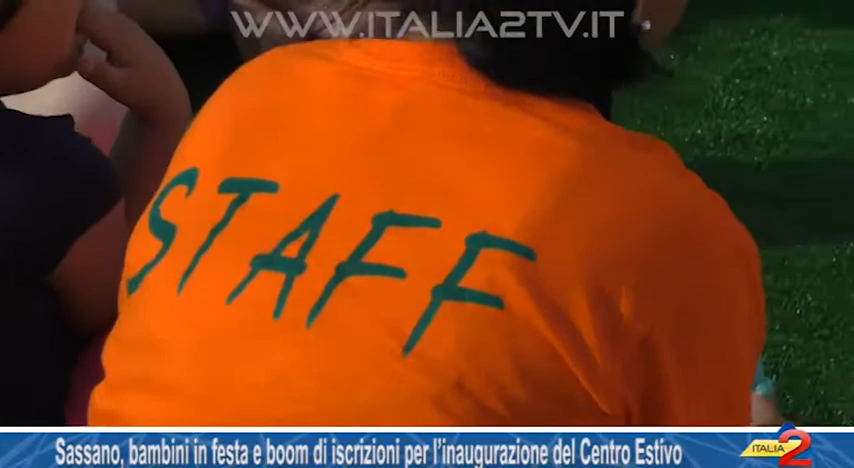 WWW.ITALIA2TV.IT
STAFF
Sassano, bambini in festa e boom di iscrizioni per l'inaugurazione del Centro Estivo
ITALIA 2